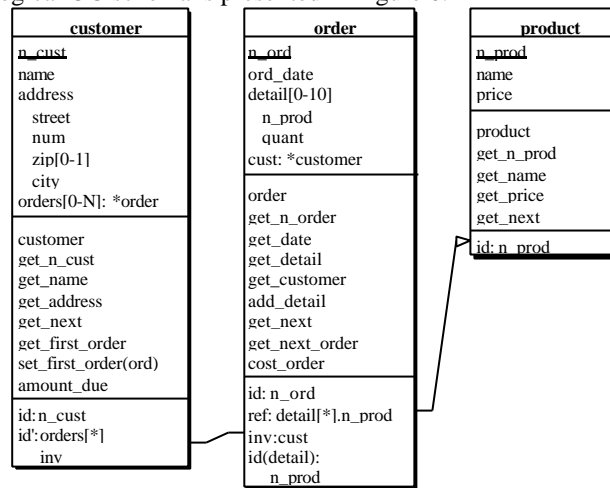 customer
n_cust
name
address
street
num
zip[0-1]
city
orders[0-N]: *order
customer
get_n_cust
get_name
get_address
get_next
get_first_order
set_first_order(ord)
amount_due
id:n_cust
id':orders[*]
inv
order
n_ord
ord_date
detail[0-10]
n_prod
quant
cust: *customer
order
get_n_order
get_date
get_detail
get_customer
add_detail
get_next
get_next_order
cost_order
id: n_ord
ref: detail[*].n_prod
inv:cust
id(detail):
n_prod
product
n_prod
name
price
product
get_n_prod
get_name
get_price
get_next
id: n_prod